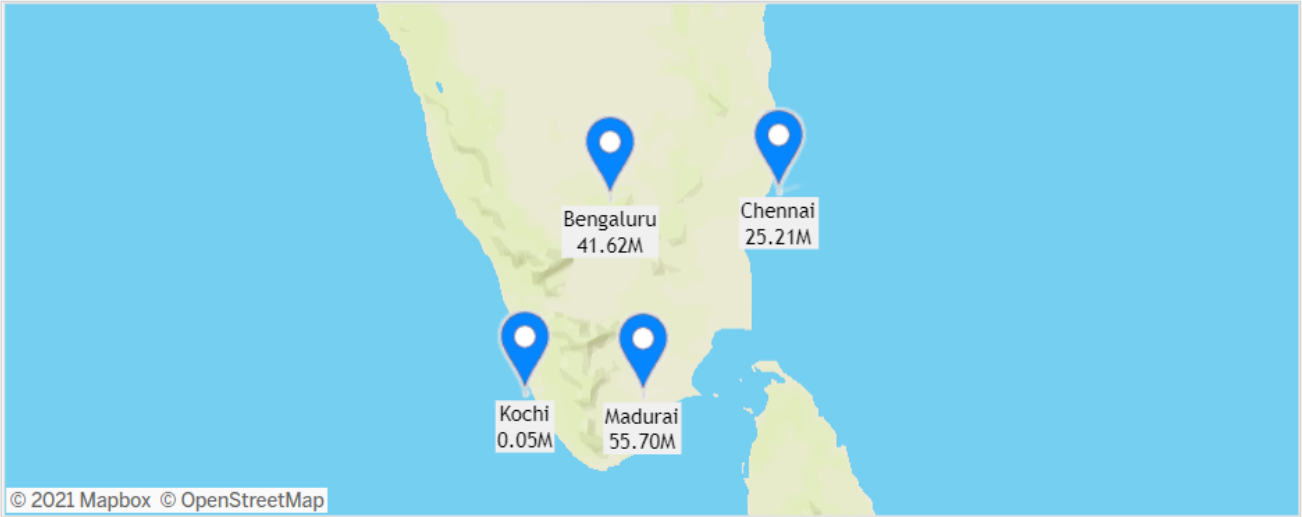 Bengaluru
41.62M
Chennai
25.21M
Kochi
0.05M
Madurai
55.70M
© 2021 Mapbox © OpenStreetMap